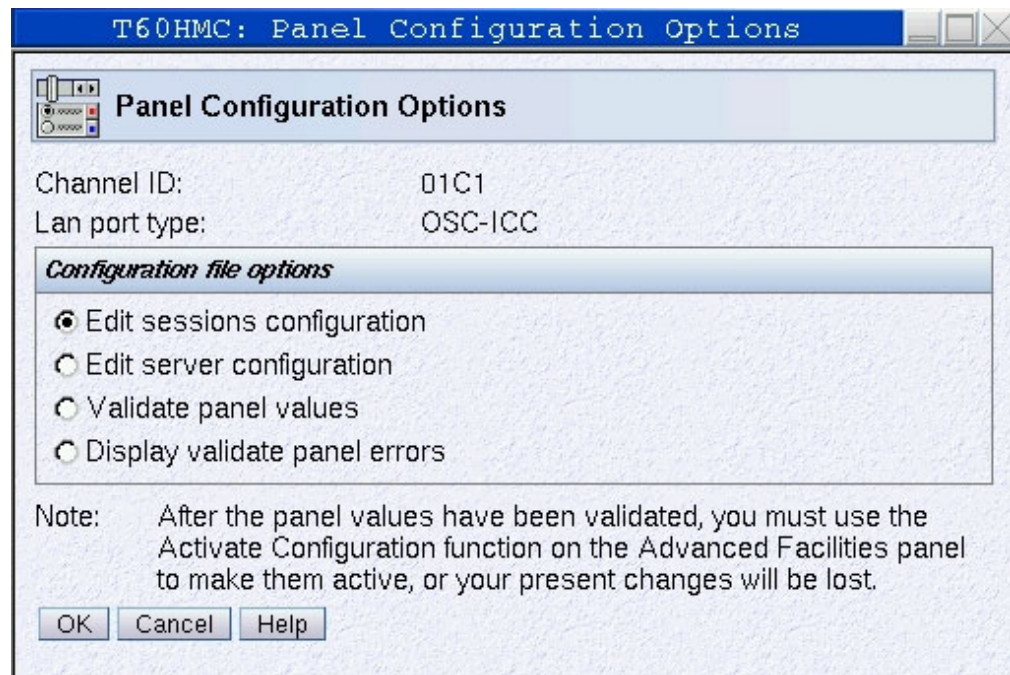 T60HMC: Panel Configuration Options
Panel Configuration Options
Channel ID: 01C1
Lan port type: OSC-ICC
Configuration file options
Edit sessions configuration
Edit server configuration
Validate panel values
Display validate panel errors
Note: After the panel values have been validated, you must use the
Activate Configuration function on the Advanced Facilities panel
to make them active, or your present changes will be lost.
OK Cancel Help